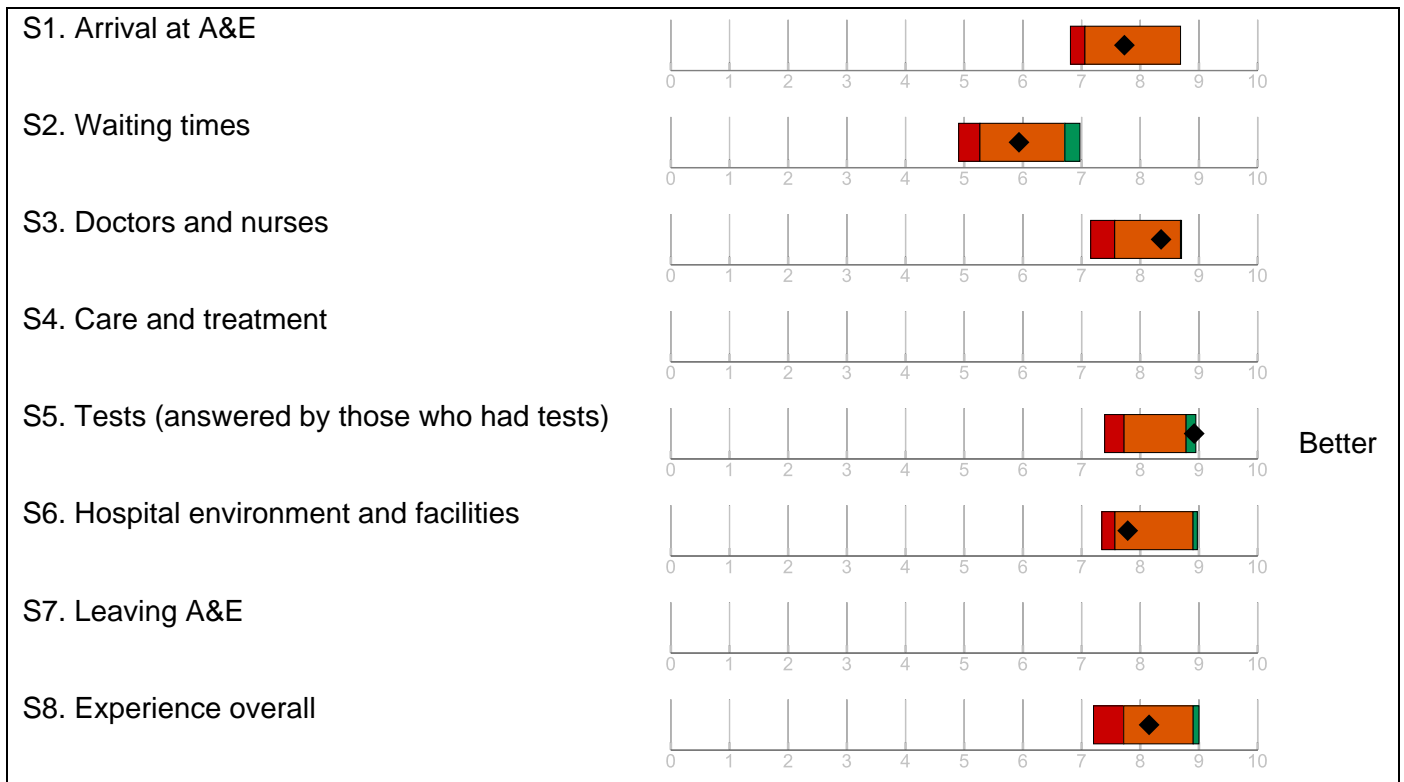 S1. Arrival at A&E
0 1 2 3 4 5 6 7 8 9 10
S2. Waiting times
0 1 2 3 4 5 6 7 8 9 10
S3. Doctors and nurses
0 1 2 3 4 5 6 7 8 9 10
S4. Care and treatment
0 1 2 3 4 5 6 7 8 9 10
S5. Tests (answered by those who had tests)
Better
0 1 2 3 4 5 6 7 8 9 10
S6. Hospital environment and facilities
0 1 2 3 4 5 6 7 8 9 10
S7. Leaving A&E
0 1 2 3 4 5 6 7 8 9 10
S8. Experience overall
0 1 2 3 4 5 6 7 8 9 10